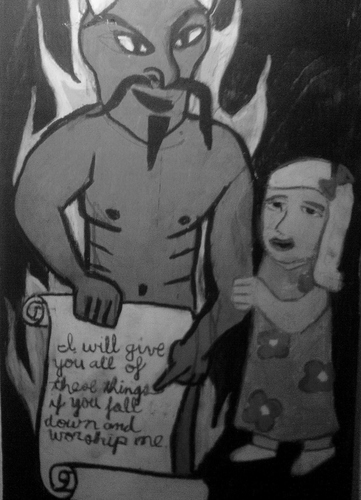 I will give
you all of
these things
if you fall
down and
worship me